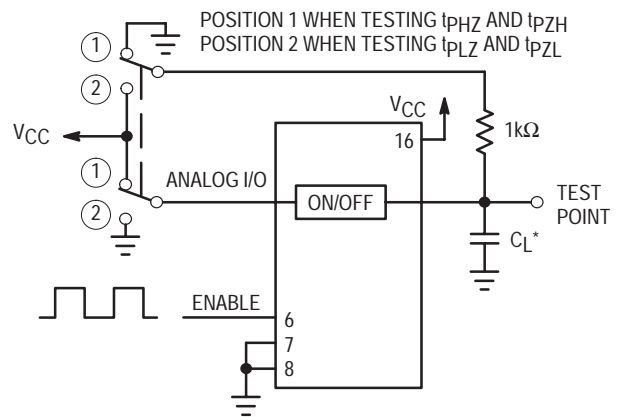 POSITION 1 WHEN TESTING tPHZ AND tPZH
POSITION 2 WHEN TESTING tPLZ AND tPZL
1
2
VCC
VCC
16
1kΩ
1
ANALOG I/O
ON/OFF
TEST
POINT
2
CL*
ENABLE
6
7
8